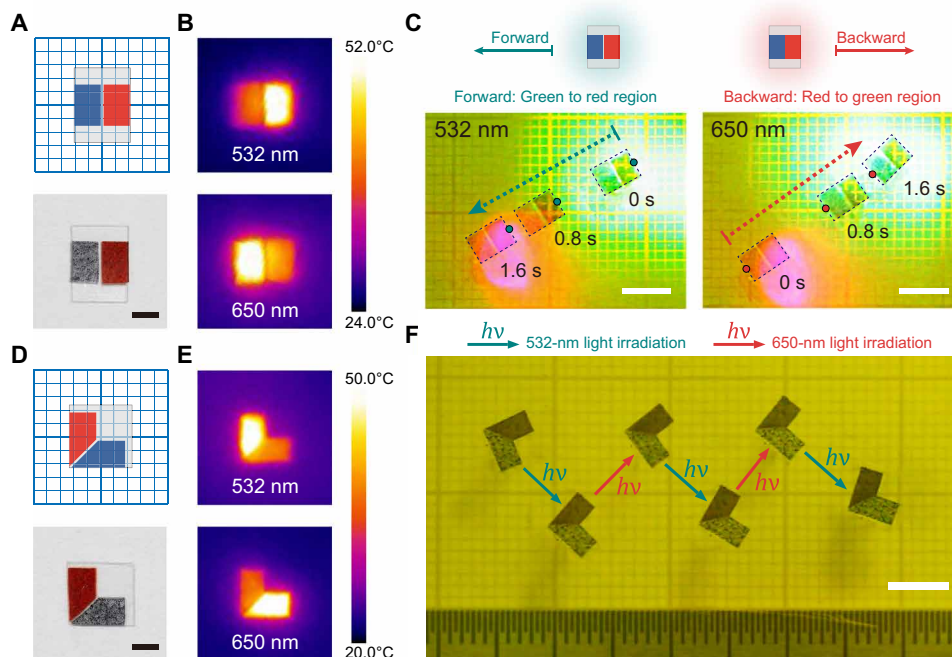 A
B
52.0°C
532 nm
650 nm
24.0°C
C
Forward
Backward
Forward: Green to red region
Backward: Red to green region
532 nm
0 s
0.8 s
1.6 s
650 nm
1.6 s
0.8 s
0 s
D
E
50.0°C
532 nm
650 nm
20.0°C
F
hν
532-nm light irradiation
hν
650-nm light irradiation
hν
hν
hν
hν
hν